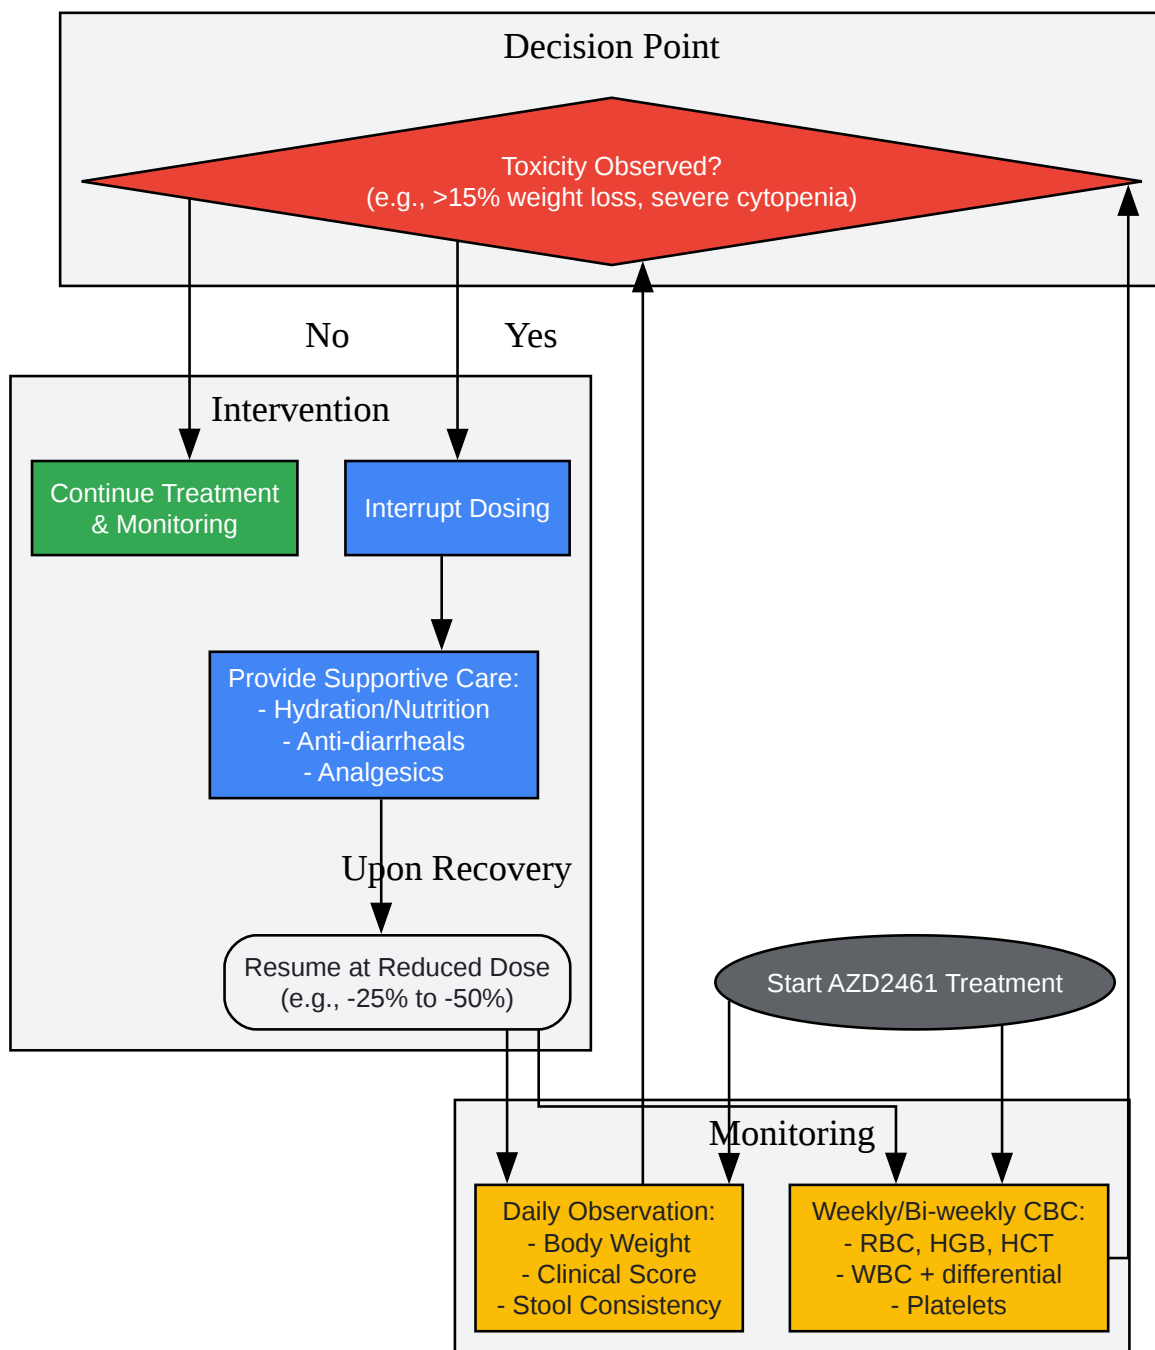 Decision Point
Toxicity Observed?
(e.g., >15% weight loss, severe cytopenia)
No
Yes
Intervention
Continue Treatment
& Monitoring
Interrupt Dosing
Provide Supportive Care:
- Hydration/Nutrition
- Anti-diarrheals
- Analgesics
Upon Recovery
Resume at Reduced Dose
(e.g., -25% to -50%)
Start AZD2461 Treatment
Monitoring
Daily Observation:
- Body Weight
- Clinical Score
- Stool Consistency
Weekly/Bi-weekly CBC:
- RBC, HGB, HCT
- WBC + differential
- Platelets